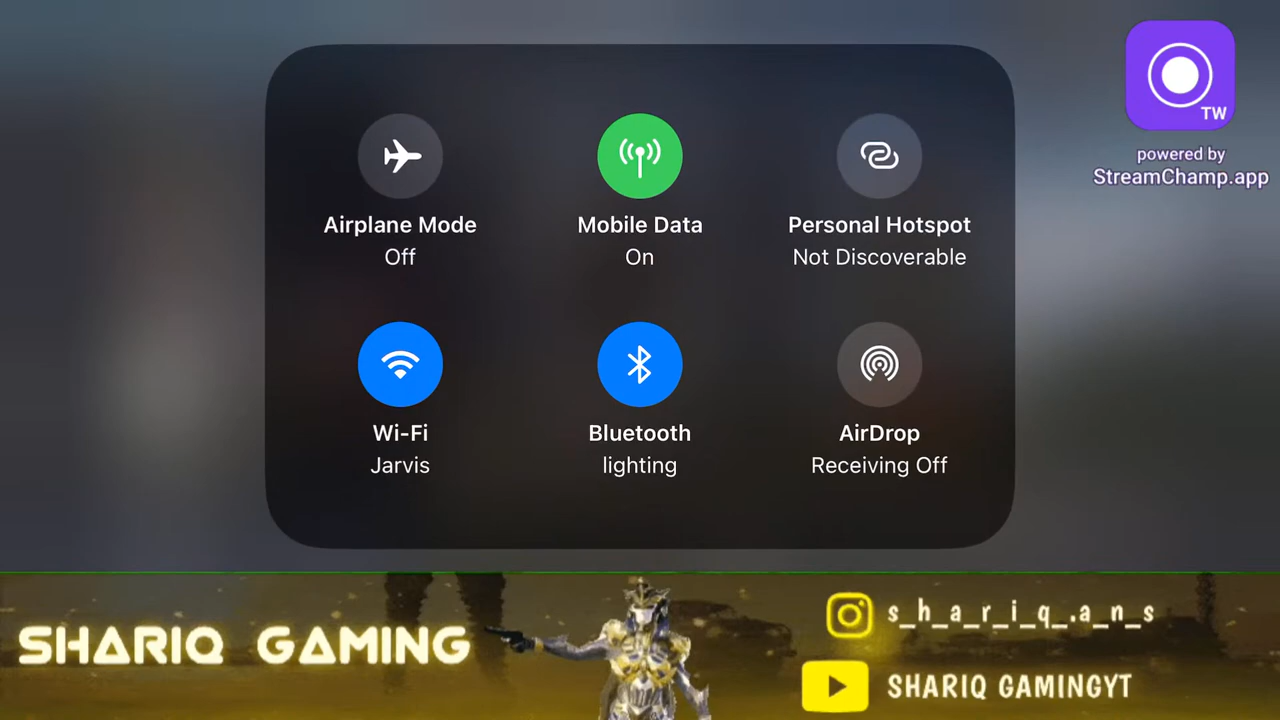 TW
powered by
StreamChamp.app
Airplane Mode
Off
Mobile Data
On
Personal Hotspot
Not Discoverable
Wi-Fi
Jarvis
Bluetooth
lighting
AirDrop
Receiving Off
SHARIQ GAMING
s_h_a_r_i_q_.a_n_s
SHARIQ GAMINGYT